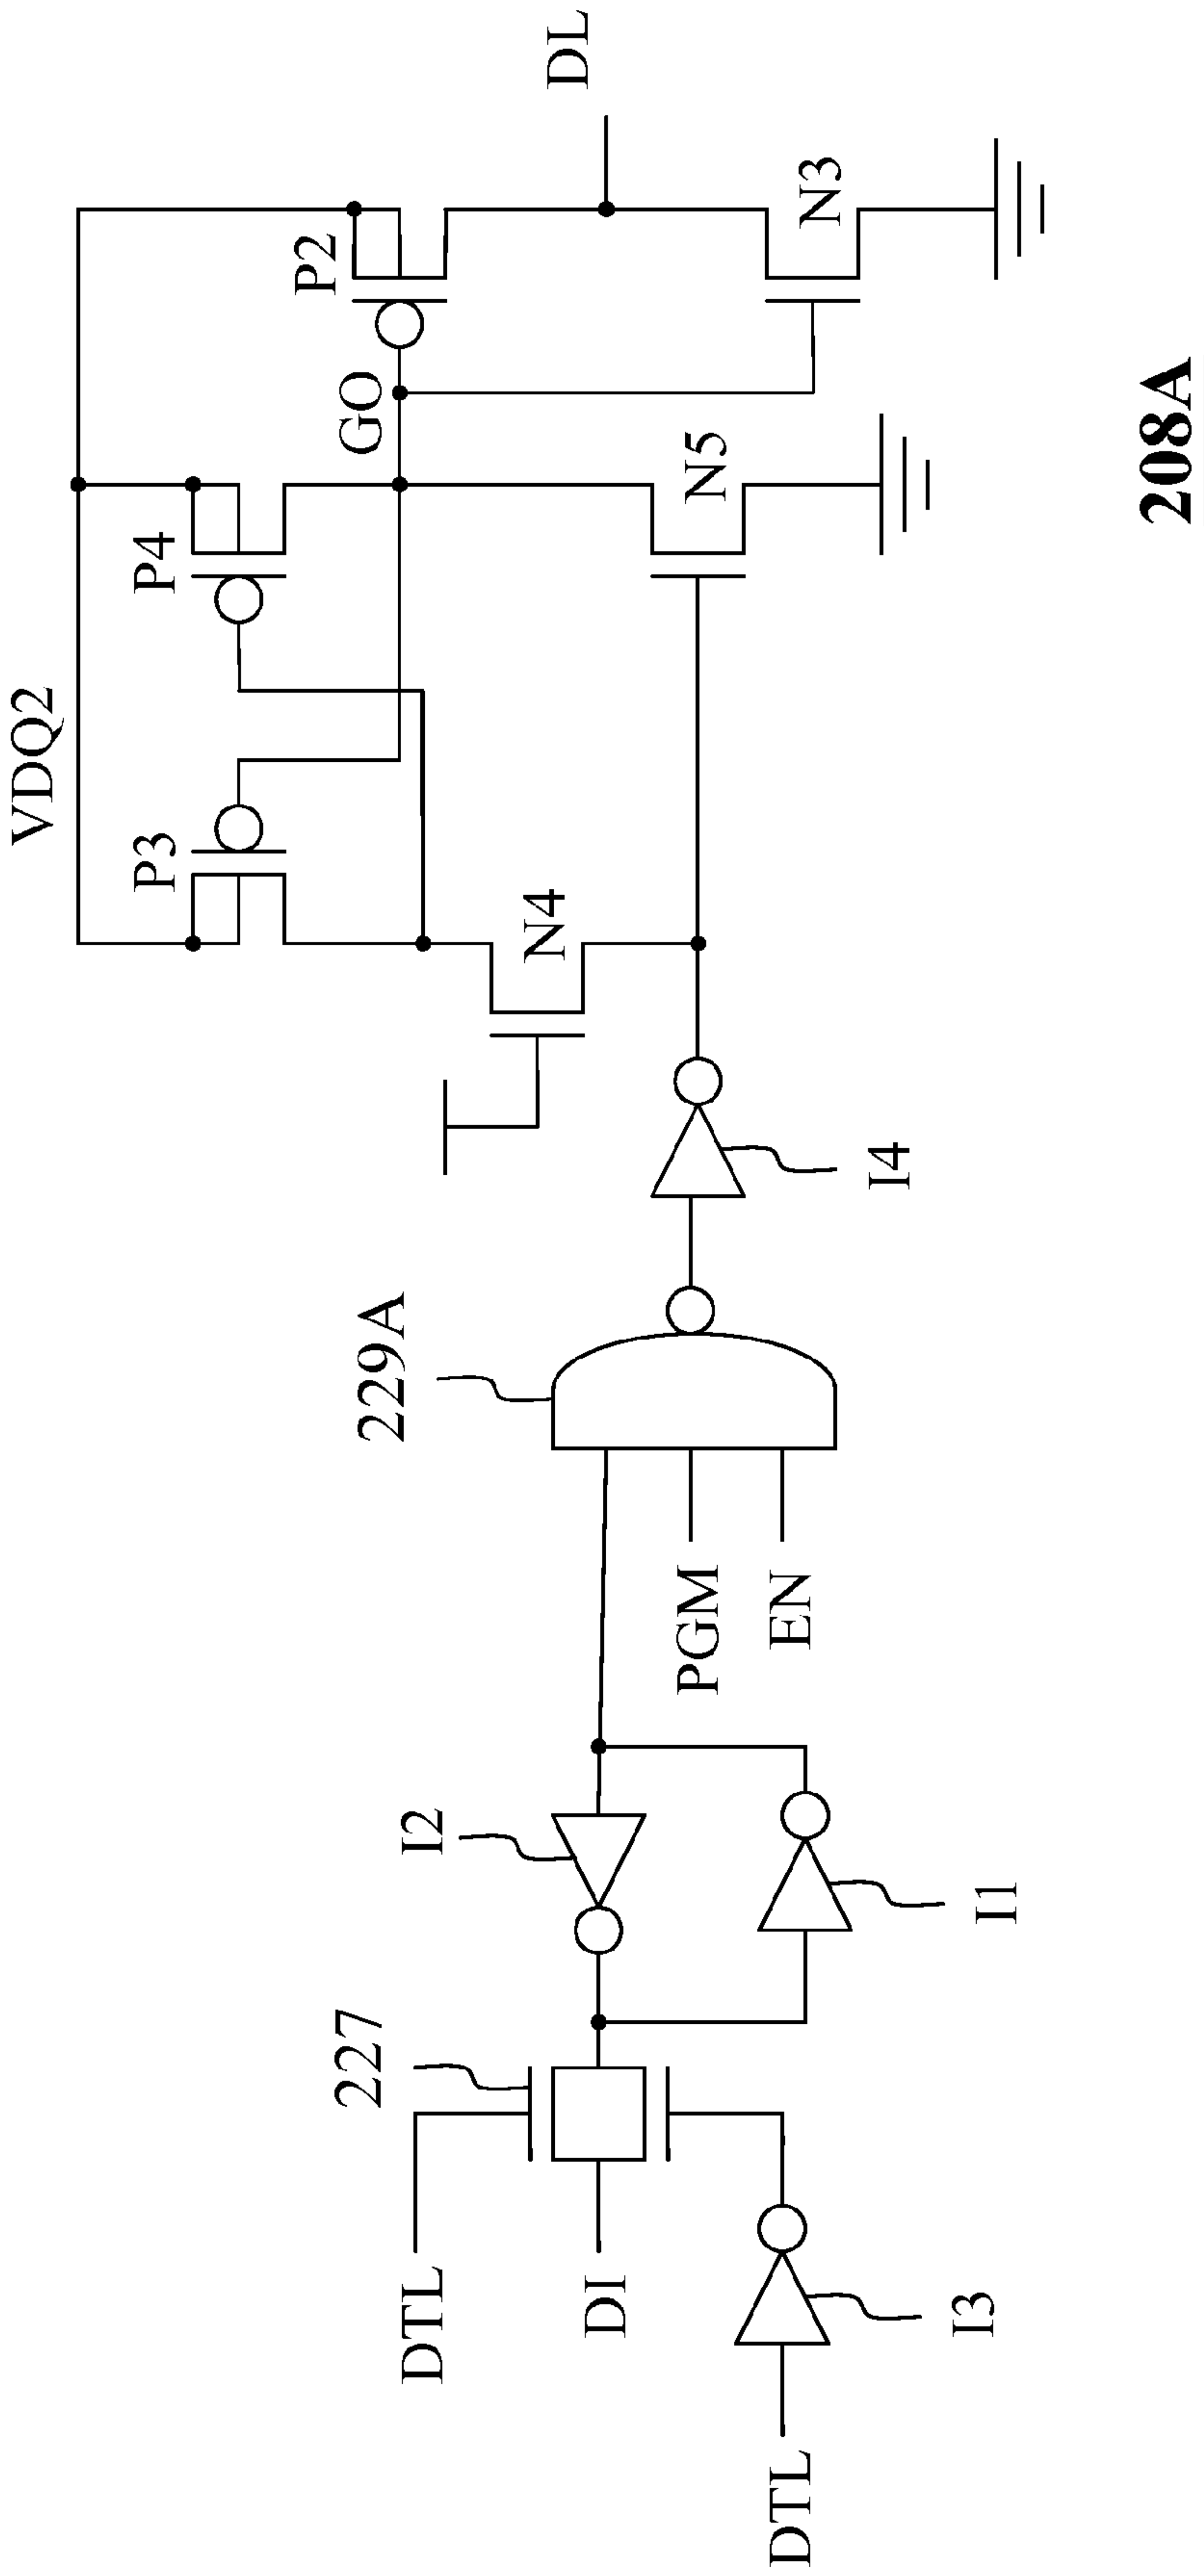 VDQ2
P3
P4
P2
GO
DL
N4
N5
N3
229A
227
I2
DTL
DI
PGM
EN
I4
I1
I3
DTL
208A